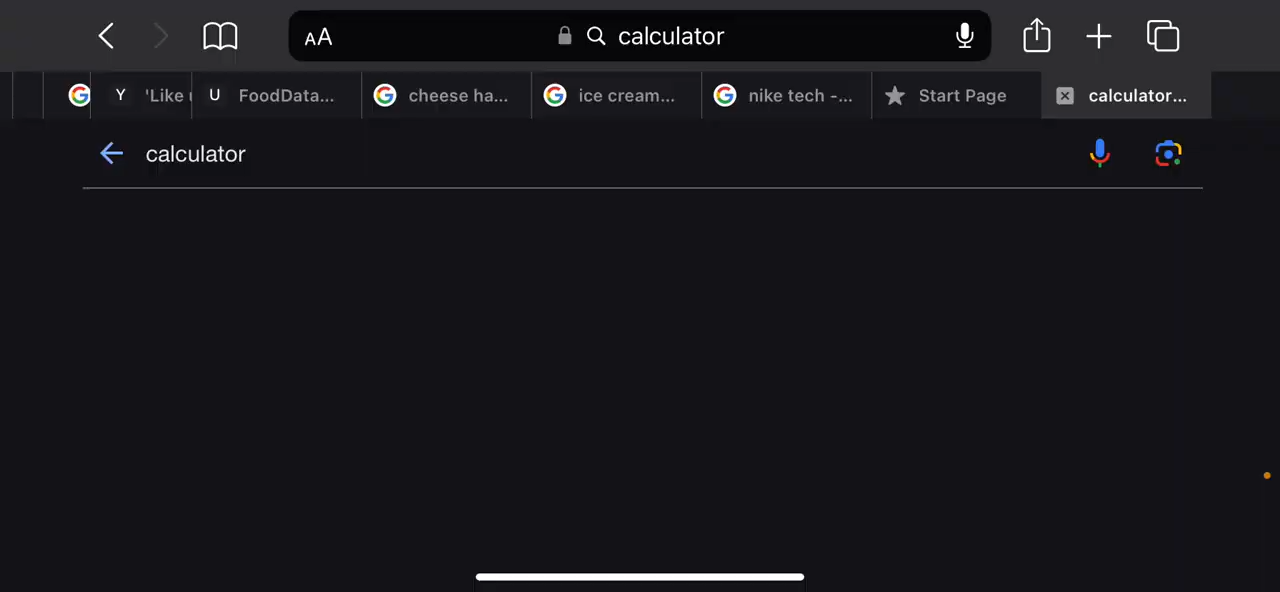 AA calculator
Y 'Like U FoodData... cheese ha... ice cream... nike tech -... Start Page calculator...
calculator